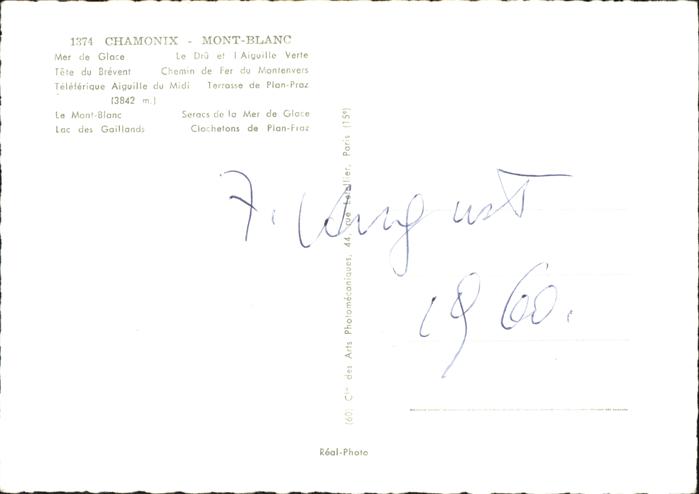 1374 CHAMONIX - MONT-BLANC
Mer de Glace Le Drû et l'Aiguille Verte
Tête du Brévent Chemin de Fer du Montenvers
Téléférique Aiguille du Midi Terrasse de Plan-Praz
(3842 m.)
Le Mont-Blanc Seracs de la Mer de Glace
Lac des Gaillands Clochetons de Plan-Praz
7. August
1960.
(60) Cie des Arts Photomécaniques, 44, rue Letellier, Paris (15e)
Réal-Photo